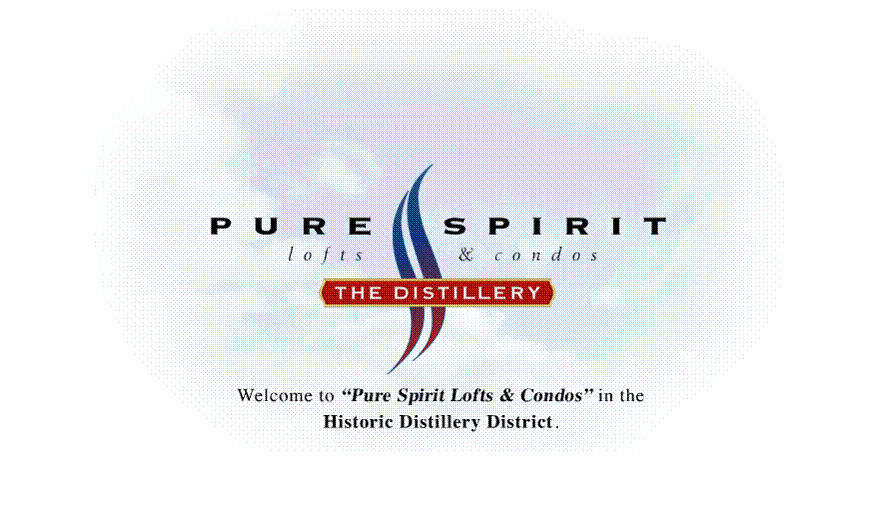 PURE SPIRIT
lofts & condos
THE DISTILLERY
Welcome to “Pure Spirit Lofts & Condos” in the
Historic Distillery District.